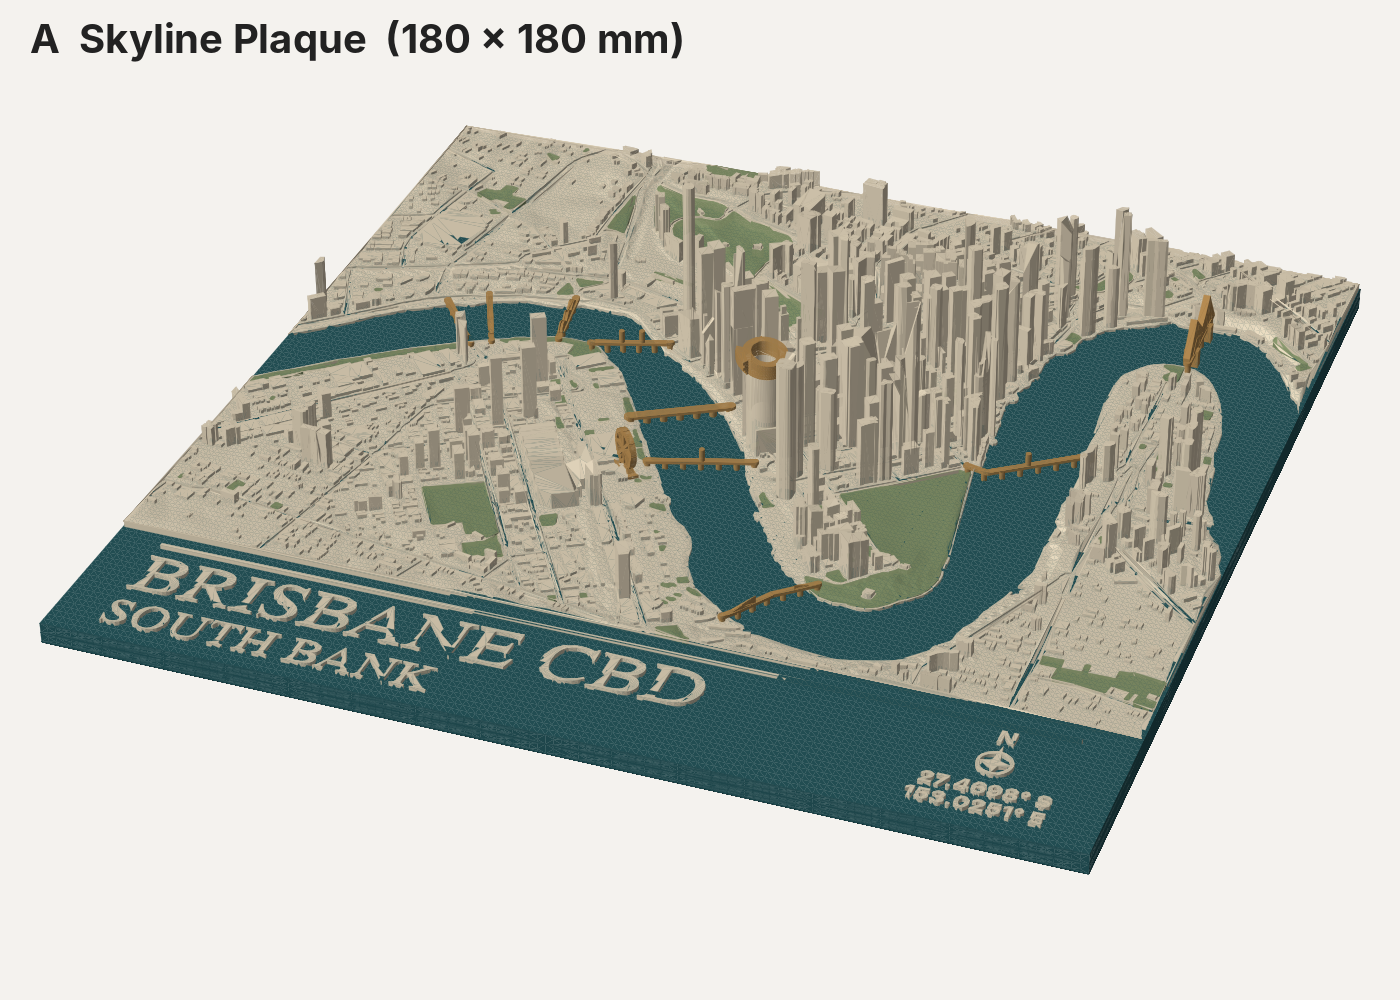 A Skyline Plaque (180 × 180 mm)
BRISBANE CBD
SOUTH BANK
N
27.4698° S
153.0251° E